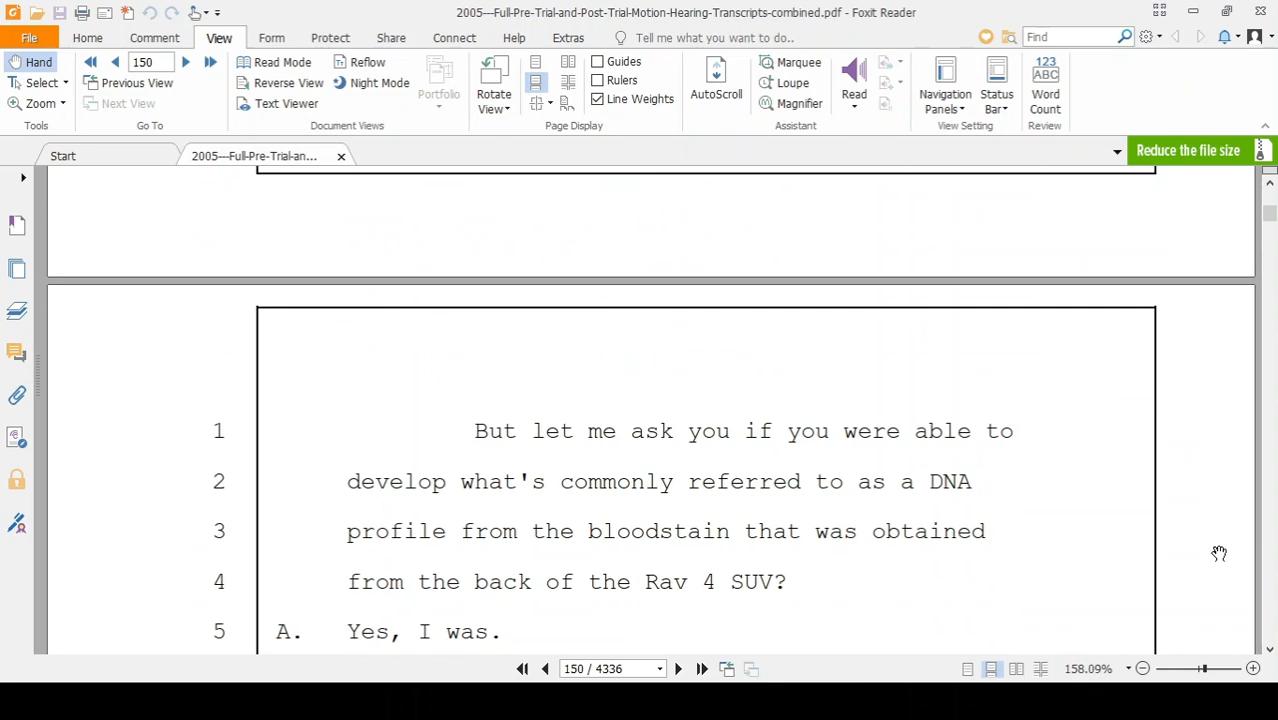 2005---Full-Pre-Trial-and-Post-Trial-Motion-Hearing-Transcripts-combined.pdf - Foxit Reader
File Home Comment View Form Protect Share Connect Help Extras Tell me what you want to do.. Find
Hand 150 Read Mode Reflow Guides Marquee
Select Previous View Reverse View Night Mode Portfolio Rotate View Rulers AutoScroll Loupe Read Navigation Panels Status Bar 123 ABC Word Count
Zoom Next View Text Viewer Line Weights Magnifier
Tools Go To Document Views Page Display Assistant View Setting Review
Start 2005---Full-Pre-Trial-an... Reduce the file size
1 But let me ask you if you were able to
2 develop what's commonly referred to as a DNA
3 profile from the bloodstain that was obtained
4 from the back of the Rav 4 SUV?
5 A. Yes, I was.
150 / 4336 158.09%